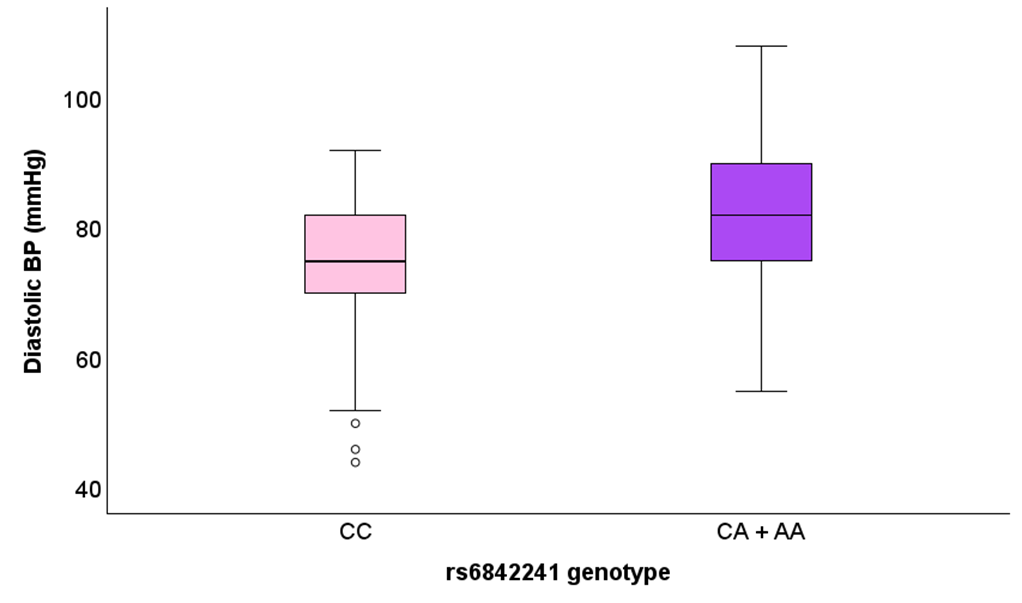 Diastolic BP (mmHg)
100
80
60
40
CC
CA + AA
rs6842241 genotype